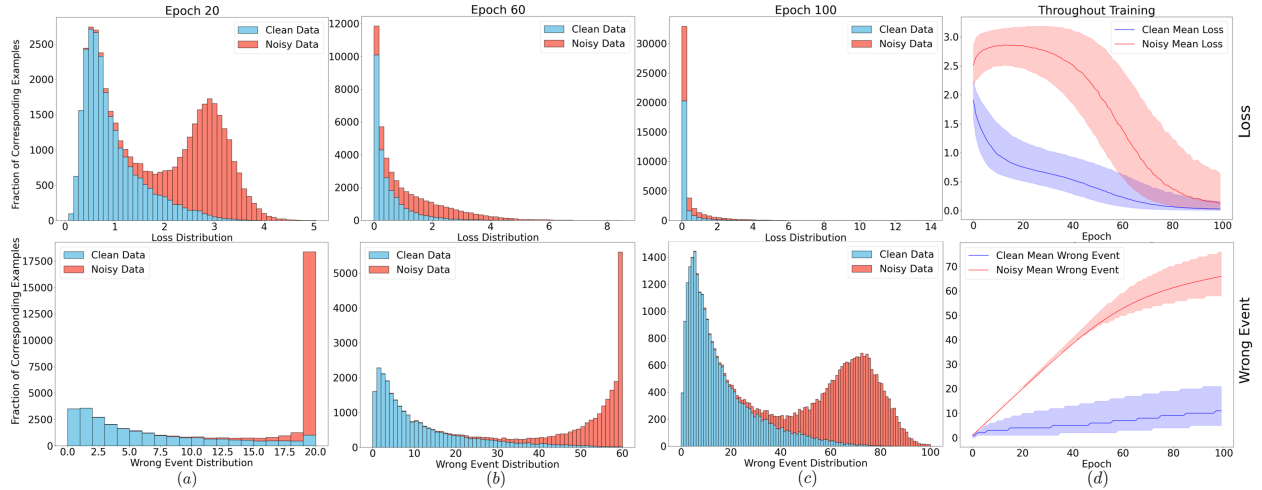 Epoch 20
Fraction of Corresponding Examples
2500
2000
1500
1000
500
0
0 1 2 3 4 5
Loss Distribution
Clean Data
Noisy Data
Epoch 60
12000
10000
8000
6000
4000
2000
0
0 2 4 6 8
Loss Distribution
Clean Data
Noisy Data
Epoch 100
30000
25000
20000
15000
10000
5000
0
0 2 4 6 8 10 12 14
Loss Distribution
Clean Data
Noisy Data
Throughout Training
3.0
2.5
2.0
1.5
1.0
0.5
0.0
0 20 40 60 80 100
Epoch
Clean Mean Loss
Noisy Mean Loss
Loss
Fraction of Corresponding Examples
17500
15000
12500
10000
7500
5000
2500
0
0.0 2.5 5.0 7.5 10.0 12.5 15.0 17.5 20.0
Wrong Event Distribution
Clean Data
Noisy Data
(a)
5000
4000
3000
2000
1000
0
0 10 20 30 40 50 60
Wrong Event Distribution
Clean Data
Noisy Data
(b)
1400
1200
1000
800
600
400
200
0
0 20 40 60 80 100
Wrong Event Distribution
Clean Data
Noisy Data
(c)
70
60
50
40
30
20
10
0
0 20 40 60 80 100
Epoch
Clean Mean Wrong Event
Noisy Mean Wrong Event
(d)
Wrong Event